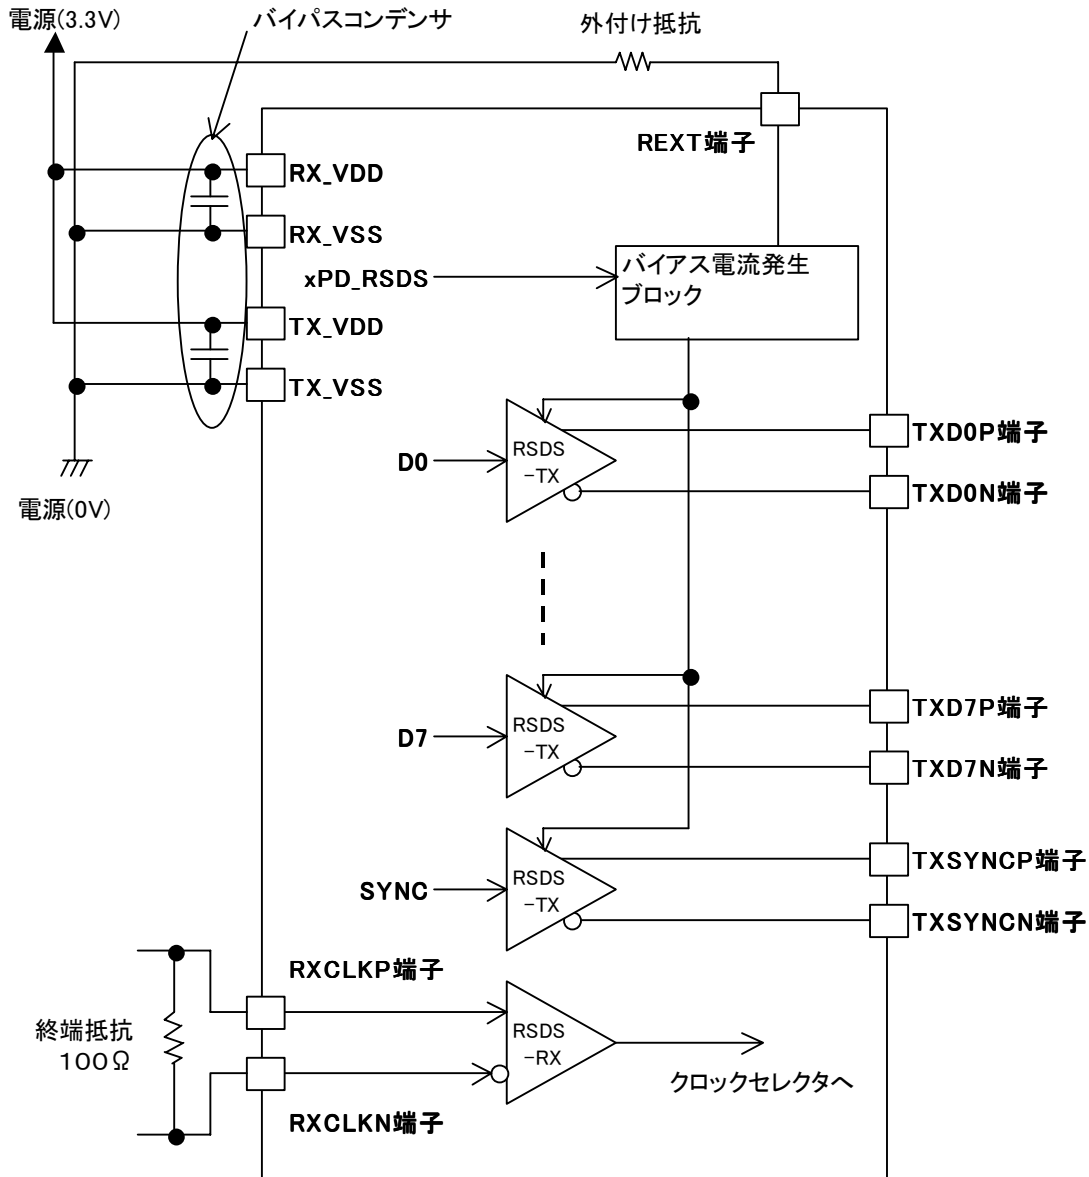 電源(3.3V)
バイパスコンデンサ
外付け抵抗
REXT端子
RX_VDD
RX_VSS
バイアス電流発生
ブロック
xPD_RSDS
TX_VDD
TX_VSS
電源(0V)
D0
RSDS
-TX
TXD0P端子
TXD0N端子
D7
RSDS
-TX
TXD7P端子
TXD7N端子
SYNC
RSDS
-TX
TXSYNCP端子
TXSYNCN端子
RXCLKP端子
終端抵抗
100Ω
RSDS
-RX
クロックセレクタへ
RXCLKN端子